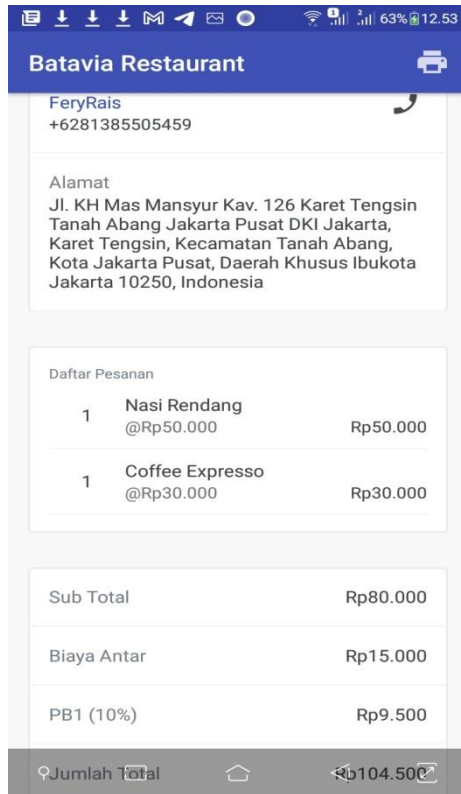 63% 12.53
Batavia Restaurant
FeryRais
+6281385505459
Alamat
Jl. KH Mas Mansyur Kav. 126 Karet Tengsin
Tanah Abang Jakarta Pusat DKI Jakarta,
Karet Tengsin, Kecamatan Tanah Abang,
Kota Jakarta Pusat, Daerah Khusus Ibukota
Jakarta 10250, Indonesia
Daftar Pesanan
1 Nasi Rendang
@Rp50.000 Rp50.000
1 Coffee Expresso
@Rp30.000 Rp30.000
Sub Total Rp80.000
Biaya Antar Rp15.000
PB1 (10%) Rp9.500
Jumlah Total Rp104.500